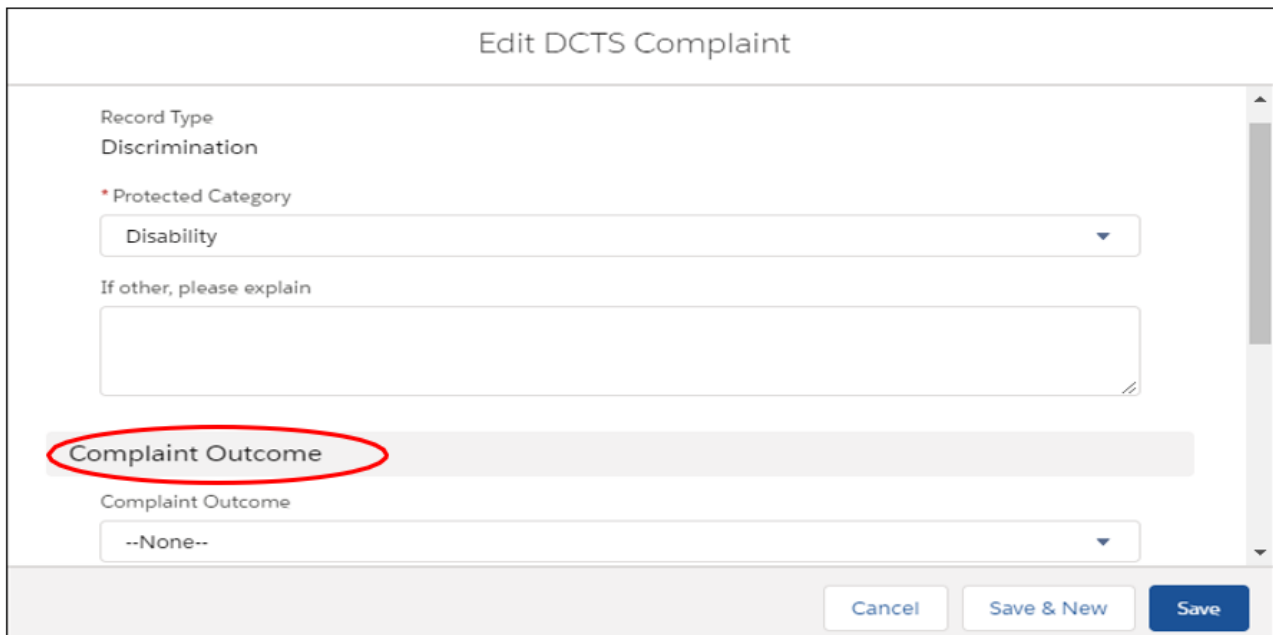 Edit DCTS Complaint
Record Type
Discrimination
* Protected Category
Disability
If other, please explain
Complaint Outcome
Complaint Outcome
--None--
Cancel
Save & New
Save